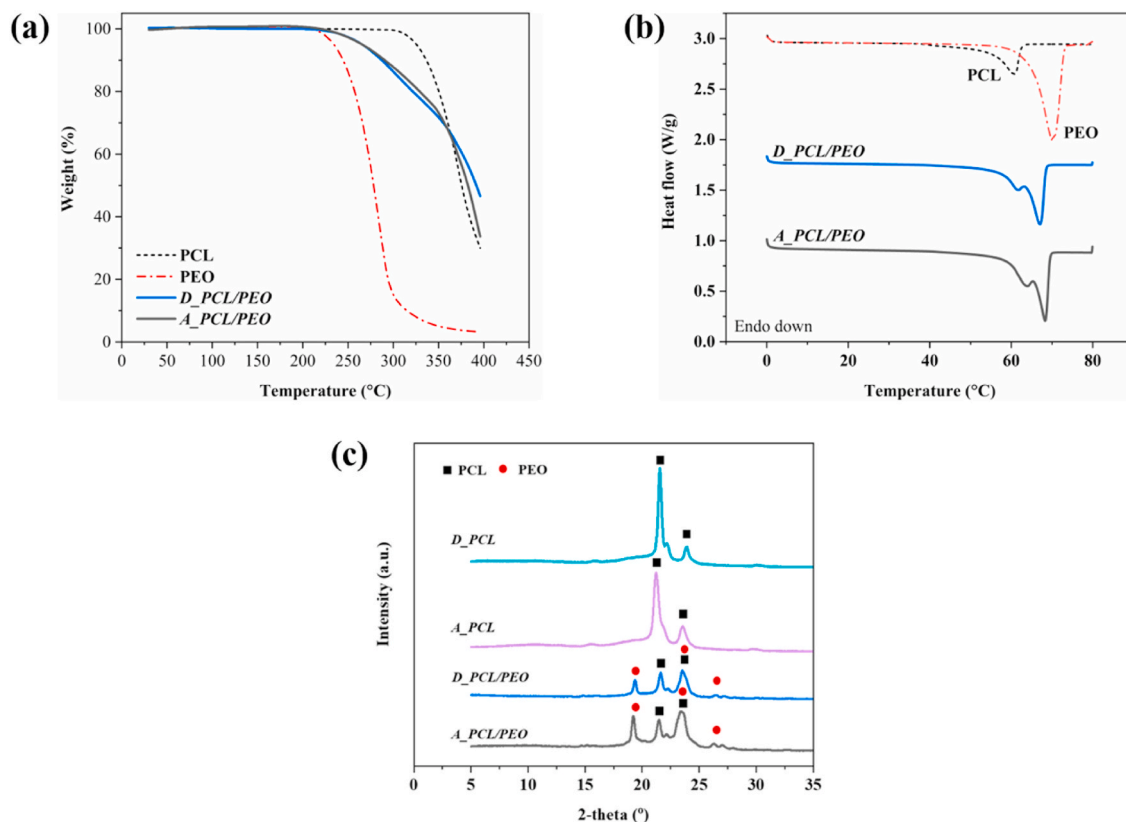 (a)
100
80
60
40
20
0
Weight (%)
PCL
PEO
D_PCL/PEO
A_PCL/PEO
0 50 100 150 200 250 300 350 400 450
Temperature (°C)
(b)
3.0
2.5
2.0
1.5
1.0
0.5
0.0
Heat flow (W/g)
PCL
PEO
D_PCL/PEO
A_PCL/PEO
Endo down
0 20 40 60 80
Temperature (°C)
(c)
PCL PEO
D_PCL
A_PCL
D_PCL/PEO
A_PCL/PEO
Intensity (a.u.)
0 5 10 15 20 25 30 35
2-theta (º)